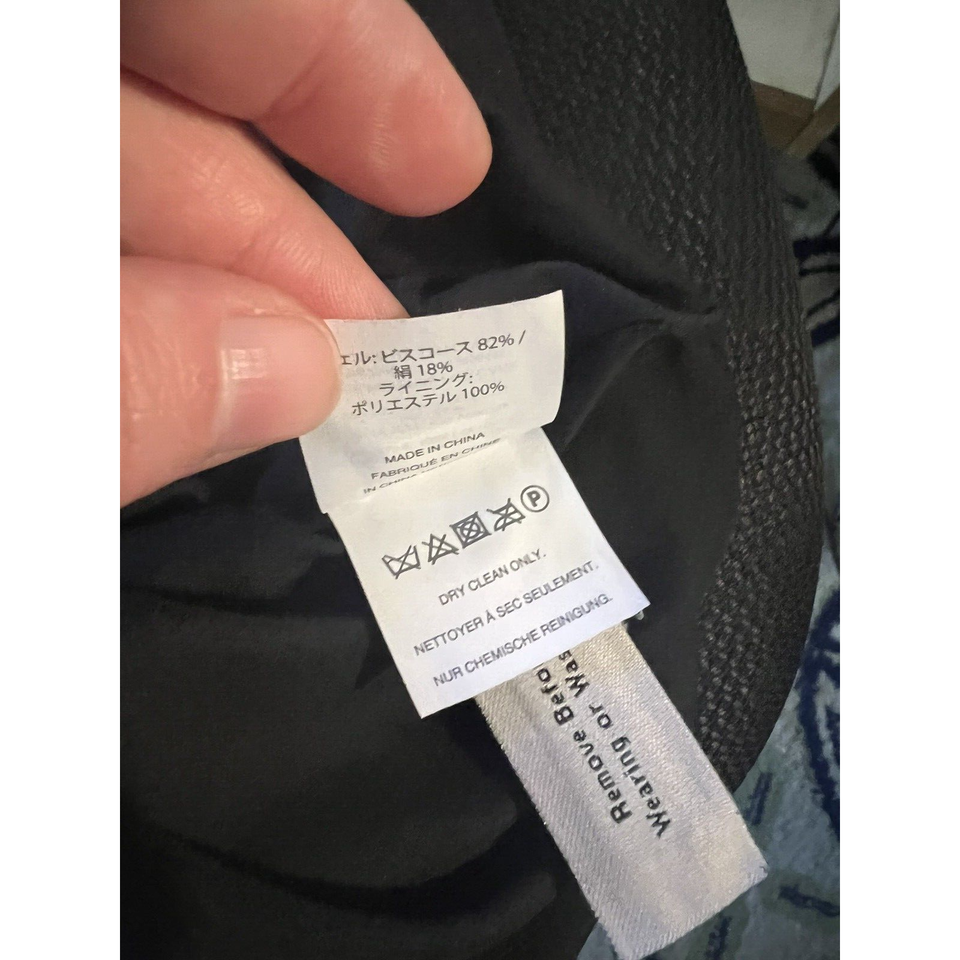 ェル: ビスコース 82% /
絹 18%
ライニング:
ポリエステル 100%
MADE IN CHINA
FABRIQUÉ EN CHINE
IN CHINA
P
DRY CLEAN ONLY.
NETTOYER À SEC SEULEMENT.
NUR CHEMISCHE REINIGUNG.
Remove Befo
Wearing or Was